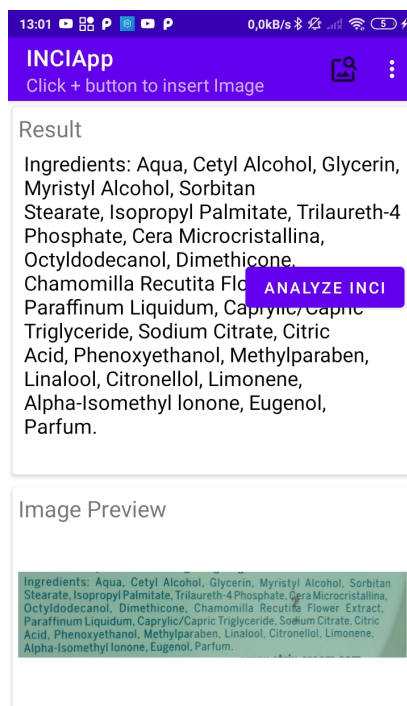 13:01 0,0kB/s 5
INCIApp
Click + button to insert Image
Result
Ingredients: Aqua, Cetyl Alcohol, Glycerin,
Myristyl Alcohol, Sorbitan
Stearate, Isopropyl Palmitate, Trilaureth-4
Phosphate, Cera Microcristallina,
Octyldodecanol, Dimethicone,
Chamomilla Recutita
ANALYZE INCI
Paraffinum Liquidum, Caprylic/Capric
Triglyceride, Sodium Citrate, Citric
Acid, Phenoxyethanol, Methylparaben,
Linalool, Citronellol, Limonene,
Alpha-Isomethyl Ionone, Eugenol,
Parfum.
Image Preview
Ingredients: Aqua, Cetyl Alcohol, Glycerin, Myristyl Alcohol, Sorbitan
Stearate, Isopropyl Palmitate, Trilaureth-4 Phosphate, Cera Microcristallina,
Octyldodecanol, Dimethicone, Chamomilla Recutita Flower Extract,
Paraffinum Liquidum, Caprylic/Capric Triglyceride, Sodium Citrate, Citric
Acid, Phenoxyethanol, Methylparaben, Linalool, Citronellol, Limonene,
Alpha-Isomethyl Ionone, Eugenol, Parfum.